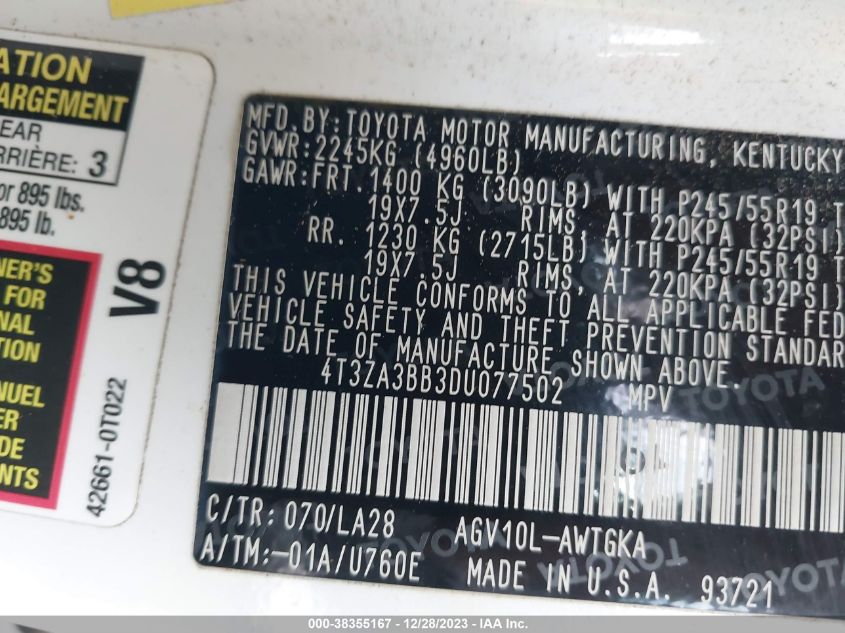 ATION
ARGEMENT
EAR
ARRIÈRE: 3
or 895 lbs.
895 lb.
NER'S
FOR
NAL
TION
NUEL
ER
DE
NTS
V8
42661-0T022
MFD. BY: TOYOTA MOTOR MANUFACTURING, KENTUCKY
GVWR: 2245KG (4960LB)
GAWR: FRT. 1400 KG (3090LB) WITH P245/55R19 T
19X7.5J RIMS, AT 220KPA (32PSI)
RR. 1230 KG (2715LB) WITH P245/55R19 T
19X7.5J RIMS, AT 220KPA (32PSI)
THIS VEHICLE CONFORMS TO ALL APPLICABLE FED
VEHICLE SAFETY AND THEFT PREVENTION STANDAR
THE DATE OF MANUFACTURE SHOWN ABOVE.
4T3ZA3BB3DU077502 MPV
C/TR: 070/LA28 AGV10L-AWTGKA
A/TM:-01A/U760E MADE IN U.S.A. 93721
1000-38355167 - 12/28/2023 - IAA Inc.